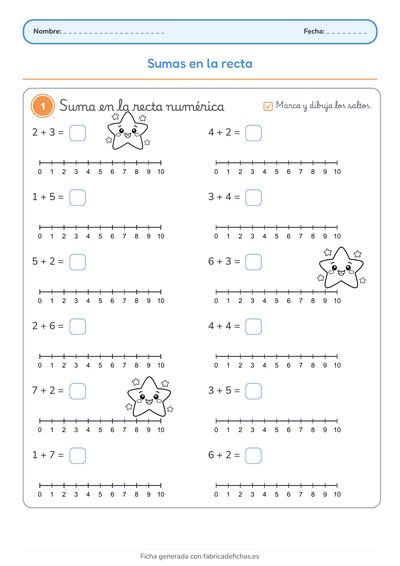 Nombre: Fecha:
Sumas en la recta
1 Suma en la recta numérica Marca y dibuja los saltos.
2 + 3 = 4 + 2 =
0 1 2 3 4 5 6 7 8 9 10 0 1 2 3 4 5 6 7 8 9 10
1 + 5 = 3 + 4 =
0 1 2 3 4 5 6 7 8 9 10 0 1 2 3 4 5 6 7 8 9 10
5 + 2 = 6 + 3 =
0 1 2 3 4 5 6 7 8 9 10 0 1 2 3 4 5 6 7 8 9 10
2 + 6 = 4 + 4 =
0 1 2 3 4 5 6 7 8 9 10 0 1 2 3 4 5 6 7 8 9 10
7 + 2 = 3 + 5 =
0 1 2 3 4 5 6 7 8 9 10 0 1 2 3 4 5 6 7 8 9 10
1 + 7 = 6 + 2 =
0 1 2 3 4 5 6 7 8 9 10 0 1 2 3 4 5 6 7 8 9 10
Ficha generada con fabricadefichas.es